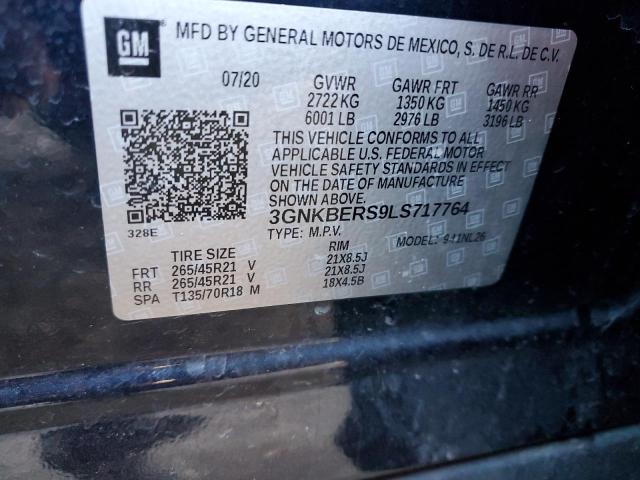 GM
MFD BY GENERAL MOTORS DE MEXICO, S. DE R.L. DE C.V.
07/20 GVWR GAWR FRT GAWR RR
2722 KG 1350 KG 1450 KG
6001 LB 2976 LB 3196 LB
THIS VEHICLE CONFORMS TO ALL
APPLICABLE U.S. FEDERAL MOTOR
VEHICLE SAFETY STANDARDS IN EFFECT
ON THE DATE OF MANUFACTURE
SHOWN ABOVE.
3GNKBERS9LS717764
328E
TYPE: M.P.V. MODEL: 1NL26
TIRE SIZE RIM
FRT 265/45R21 V 21X8.5J
RR 265/45R21 V 21X8.5J
SPA T135/70R18 M 18X4.5B